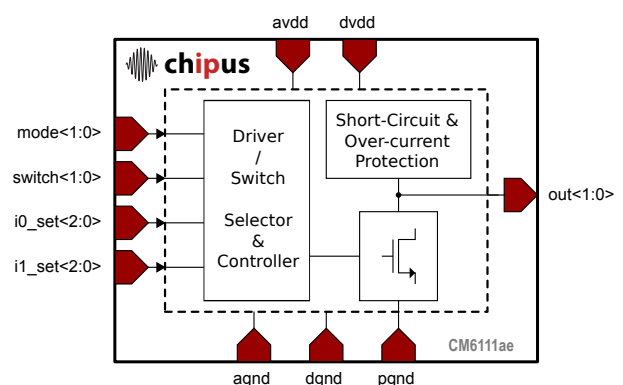 avdd
dvdd
chipus
mode<1:0>
switch<1:0>
i0_set<2:0>
i1_set<2:0>
Driver
/
Switch
Selector
&
Controller
Short-Circuit &
Over-current
Protection
out<1:0>
CM6111ae
agnd
dgnd
pgnd